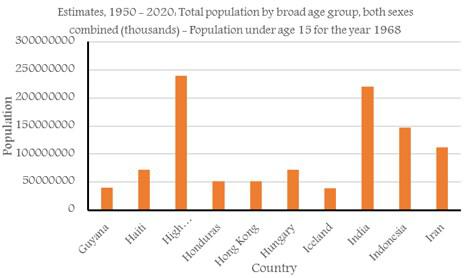 Estimates, 1950 - 2020: Total population by broad age group, both sexes
combined (thousands) - Population under age 15 for the year 1968
300000000
250000000
200000000
150000000
100000000
50000000
0
Population
Guyana
Haiti
High...
Honduras
Hong Kong
Hungary
Iceland
India
Indonesia
Iran
Country